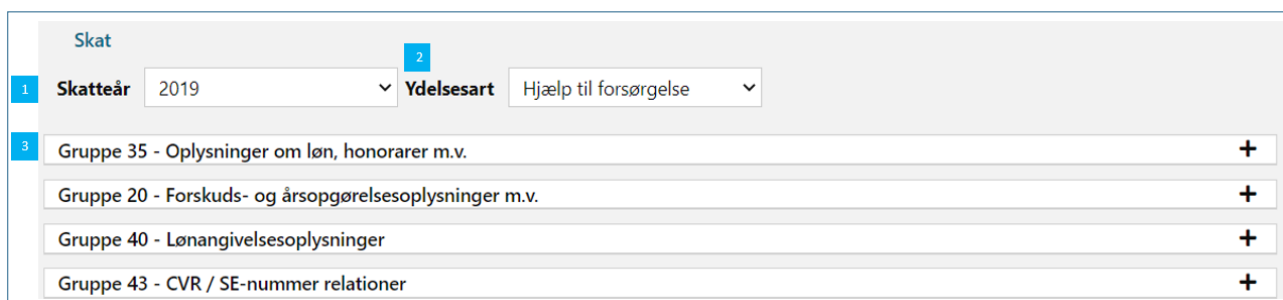 Skat
2
1 Skatteår 2019 Ydelsesart Hjælp til forsørgelse
3 Gruppe 35 - Oplysninger om løn, honorarer m.v.
Gruppe 20 - Forskuds- og årsopgørelsesoplysninger m.v.
Gruppe 40 - Lønangivelsesoplysninger
Gruppe 43 - CVR / SE-nummer relationer